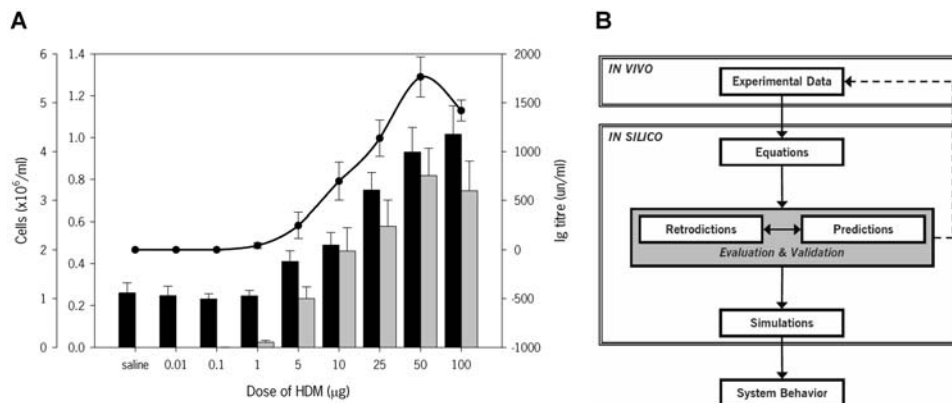 A
B
6
5
4
3
2
1
0
1.4
1.2
1.0
0.8
0.6
0.4
0.2
0.0
Cells (x10⁶/ml)
2000
1500
1000
500
0
-500
-1000
Ig titre (un/ml)
saline 0.01 0.1 1 5 10 25 50 100
Dose of HDM (µg)
IN VIVO
Experimental Data
IN SILICO
Equations
Retrodictions Predictions
Evaluation & Validation
Simulations
System Behavior